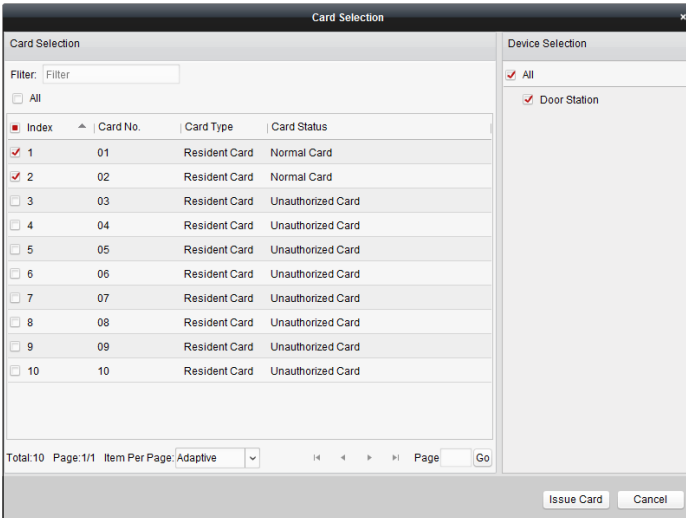 Card Selection
×
Card Selection
Device Selection
Fliter: Filter
All
All
Door Station
Index Card No. Card Type Card Status
1 01 Resident Card Normal Card
2 02 Resident Card Normal Card
3 03 Resident Card Unauthorized Card
4 04 Resident Card Unauthorized Card
5 05 Resident Card Unauthorized Card
6 06 Resident Card Unauthorized Card
7 07 Resident Card Unauthorized Card
8 08 Resident Card Unauthorized Card
9 09 Resident Card Unauthorized Card
10 10 Resident Card Unauthorized Card
Total:10 Page:1/1 Item Per Page: Adaptive Page Go
Issue Card Cancel